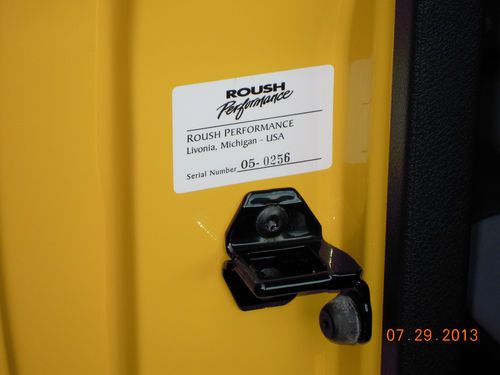 ROUSH
Performance
ROUSH PERFORMANCE
Livonia, Michigan - USA
Serial Number 05-0256
07.29.2013